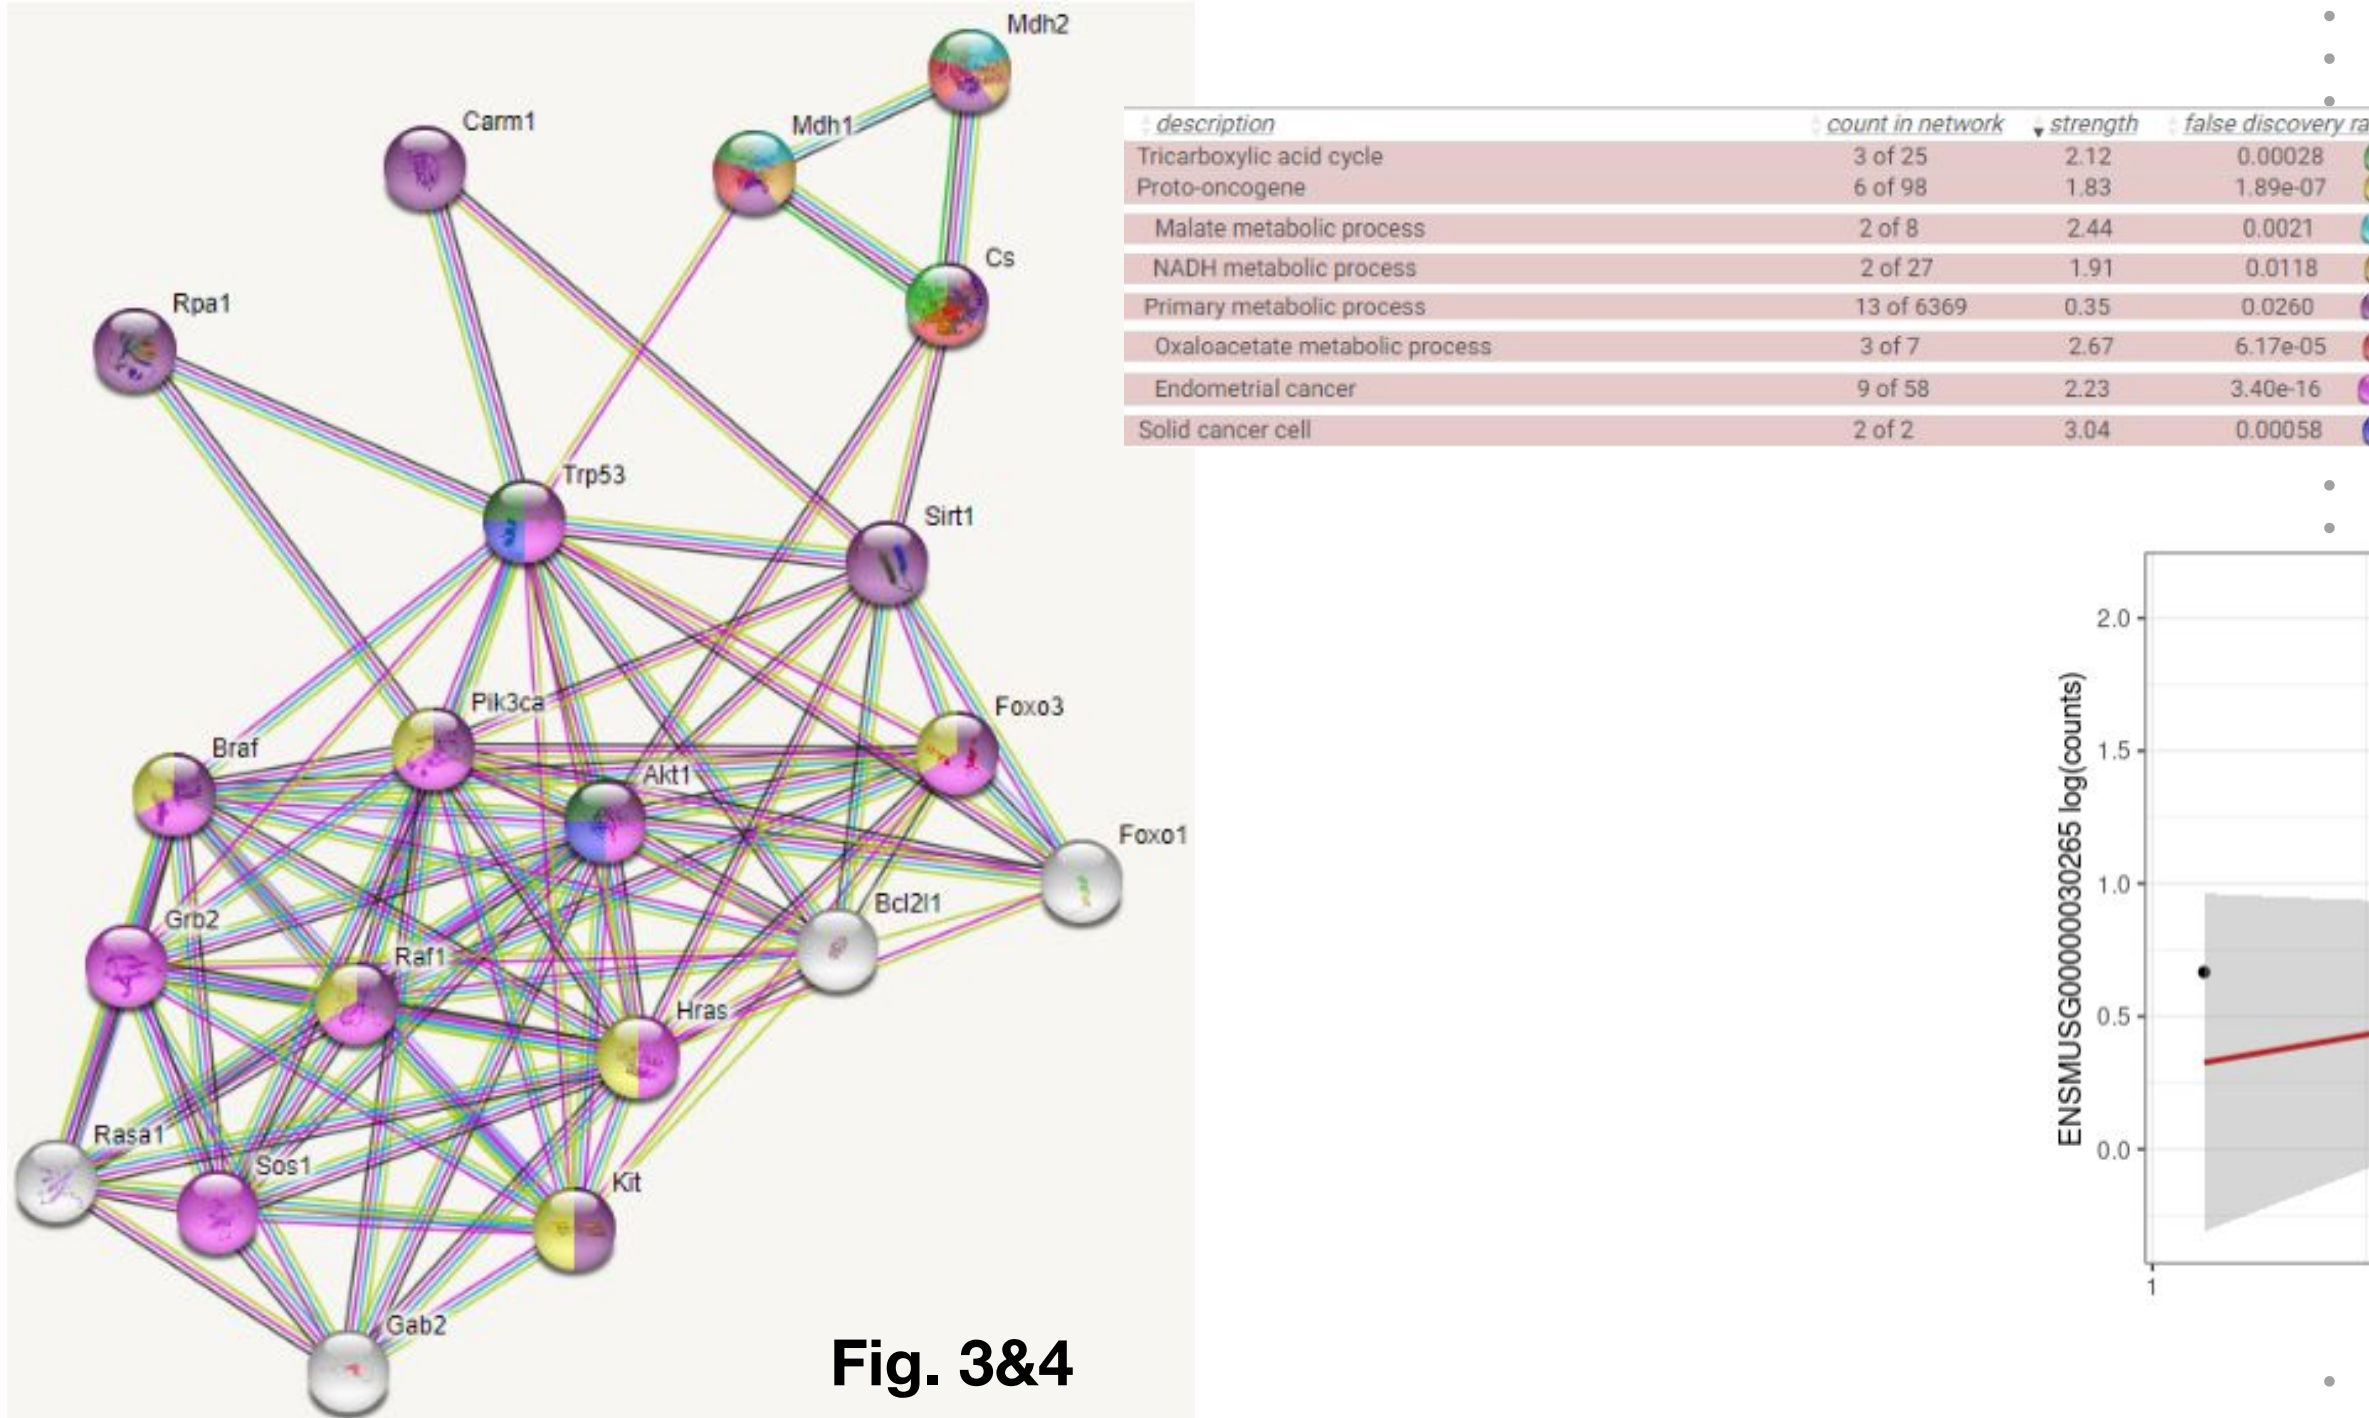 Mdh2
Carm1
Mdh1
Cs
Rpa1
Trp53
Sirt1
Pik3ca
Foxo3
Braf
Akt1
Foxo1
Bcl2l1
Grb2
Raf1
Hras
Rasa1
Sos1
Kit
Gab2
Fig. 3&4
description count in network strength false discovery ra
Tricarboxylic acid cycle 3 of 25 2.12 0.00028
Proto-oncogene 6 of 98 1.83 1.89e-07
Malate metabolic process 2 of 8 2.44 0.0021
NADH metabolic process 2 of 27 1.91 0.0118
Primary metabolic process 13 of 6369 0.35 0.0260
Oxaloacetate metabolic process 3 of 7 2.67 6.17e-05
Endometrial cancer 9 of 58 2.23 3.40e-16
Solid cancer cell 2 of 2 3.04 0.00058
ENSMUSG00000030265 log(counts)
2.0
1.5
1.0
0.5
0.0
1